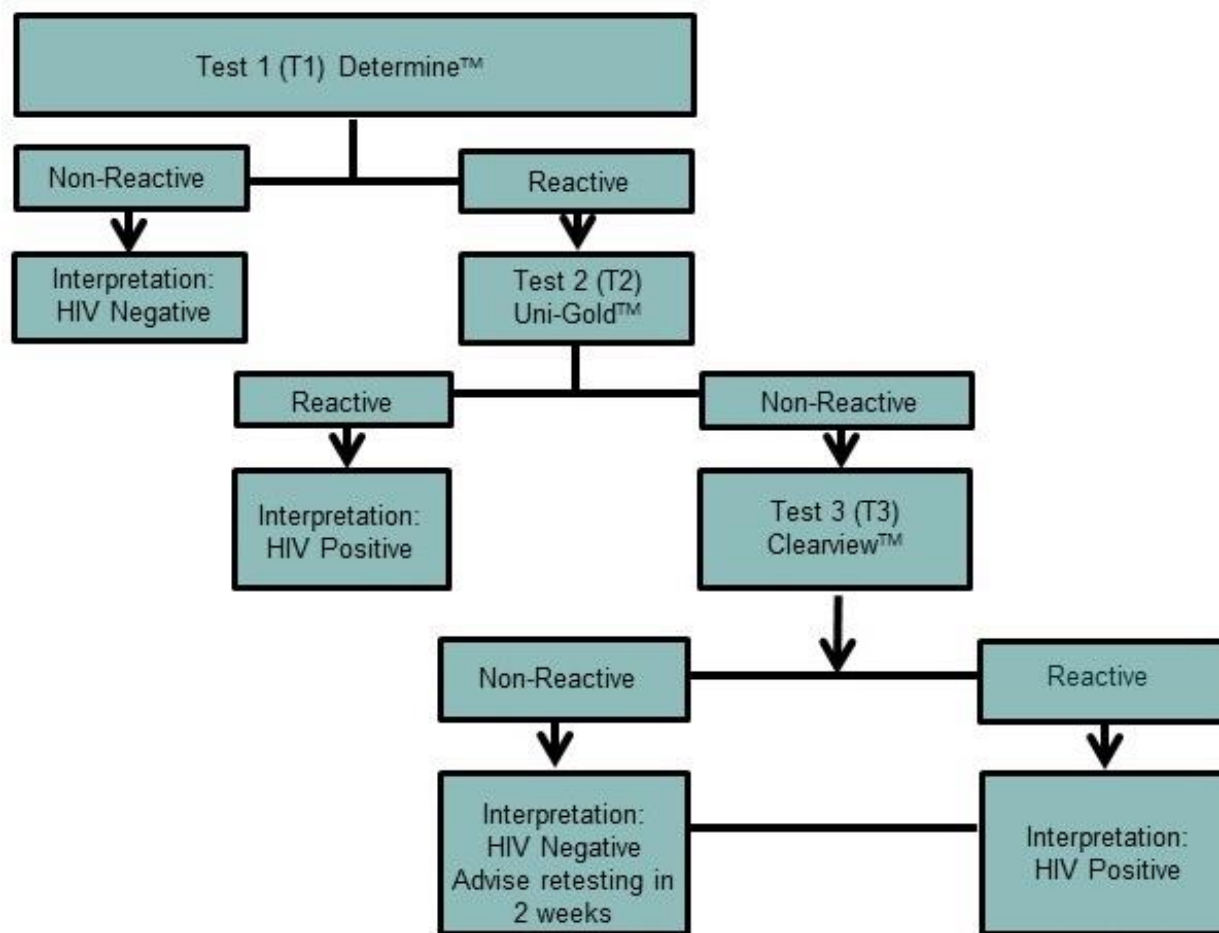 Test 1 (T1) Determine™
Non-Reactive
Reactive
Interpretation:
HIV Negative
Test 2 (T2)
Uni-Gold™
Reactive
Non-Reactive
Interpretation:
HIV Positive
Test 3 (T3)
Clearview™
Non-Reactive
Reactive
Interpretation:
HIV Negative
Advise retesting in
2 weeks
Interpretation:
HIV Positive